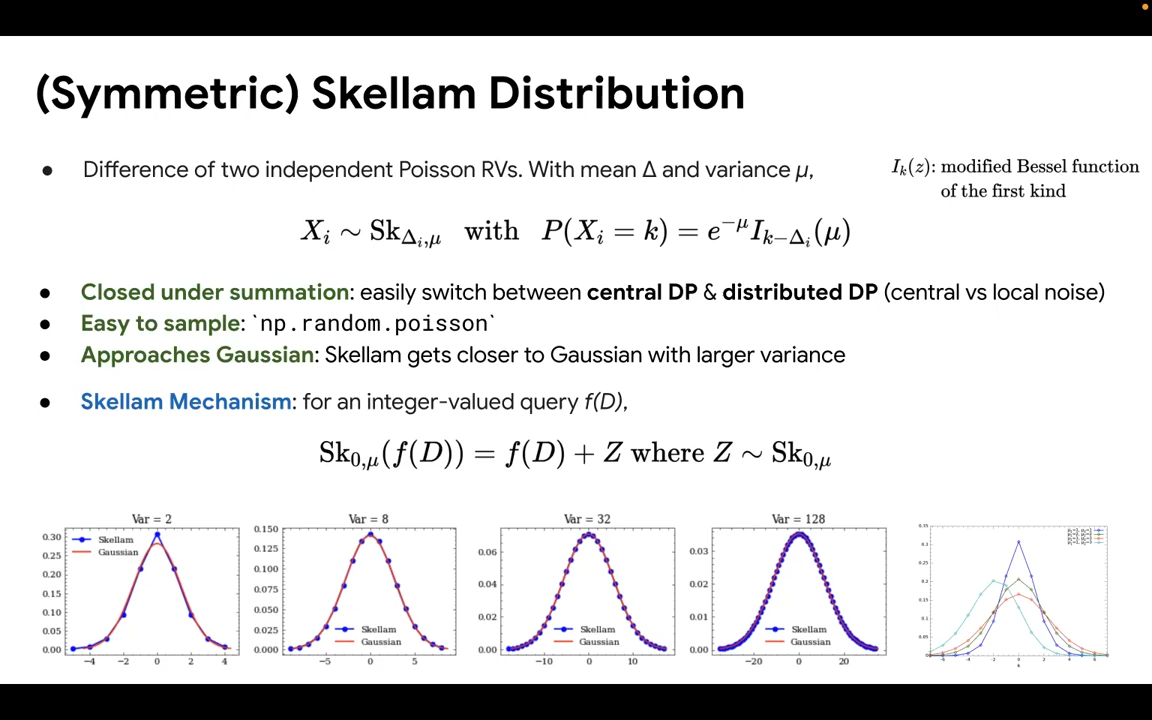 (Symmetric) Skellam Distribution
● Difference of two independent Poisson RVs. With mean Δ and variance μ,
I_k(z): modified Bessel function
of the first kind
X_i ∼ Sk_{Δ_i,μ} with P(X_i = k) = e^{−μ}I_{k−Δ_i}(μ)
● Closed under summation: easily switch between central DP & distributed DP (central vs local noise)
● Easy to sample: `np.random.poisson`
● Approaches Gaussian: Skellam gets closer to Gaussian with larger variance
● Skellam Mechanism: for an integer-valued query f(D),
Sk_{0,μ}(f(D)) = f(D) + Z where Z ∼ Sk_{0,μ}
Var = 2
0.30
0.25
0.20
0.15
0.10
0.05
0.00
Skellam
Gaussian
−4 −2 0 2 4
Var = 8
0.150
0.125
0.100
0.075
0.050
0.025
0.000
Skellam
Gaussian
−5 0 5
Var = 32
0.06
0.04
0.02
0.00
Skellam
Gaussian
−10 0 10
Var = 128
0.03
0.02
0.01
0.00
Skellam
Gaussian
−20 0 20